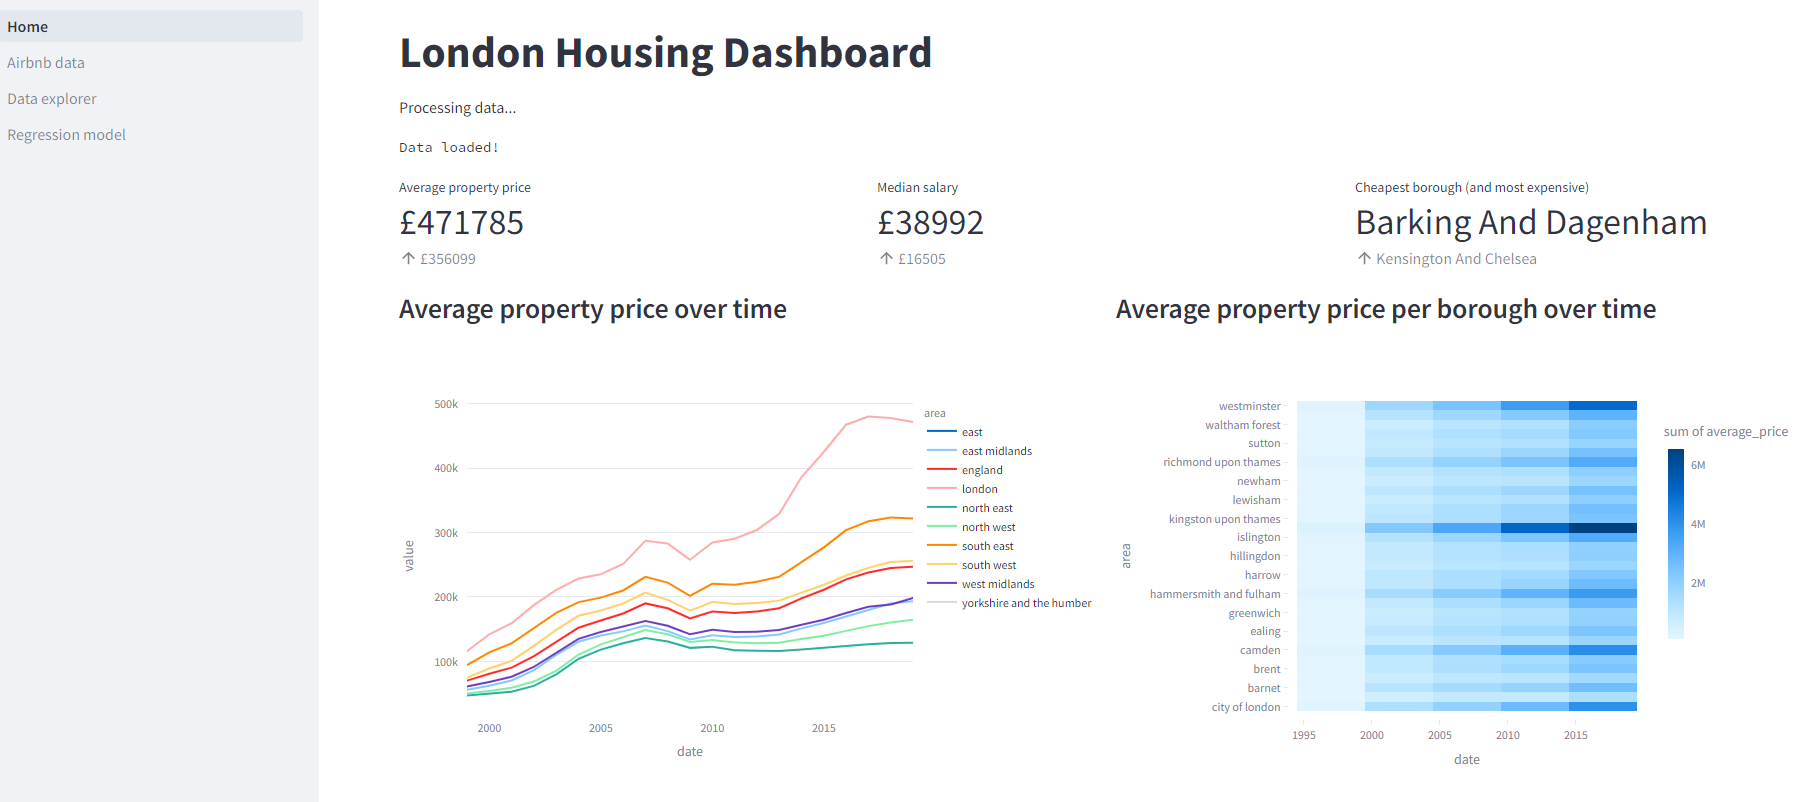 Home
Airbnb data
Data explorer
Regression model
London Housing Dashboard
Processing data...
Data loaded!
Average property price
£471785
↑ £356099
Median salary
£38992
↑ £16505
Cheapest borough (and most expensive)
Barking And Dagenham
↑ Kensington And Chelsea
Average property price over time
500k
400k
300k
200k
100k
value
2000
2005
2010
2015
date
area
east
east midlands
england
london
north east
north west
south east
south west
west midlands
yorkshire and the humber
Average property price per borough over time
area
westminster
waltham forest
sutton
richmond upon thames
newham
lewisham
kingston upon thames
islington
hillingdon
harrow
hammersmith and fulham
greenwich
ealing
camden
brent
barnet
city of london
1995
2000
2005
2010
2015
date
sum of average_price
6M
4M
2M